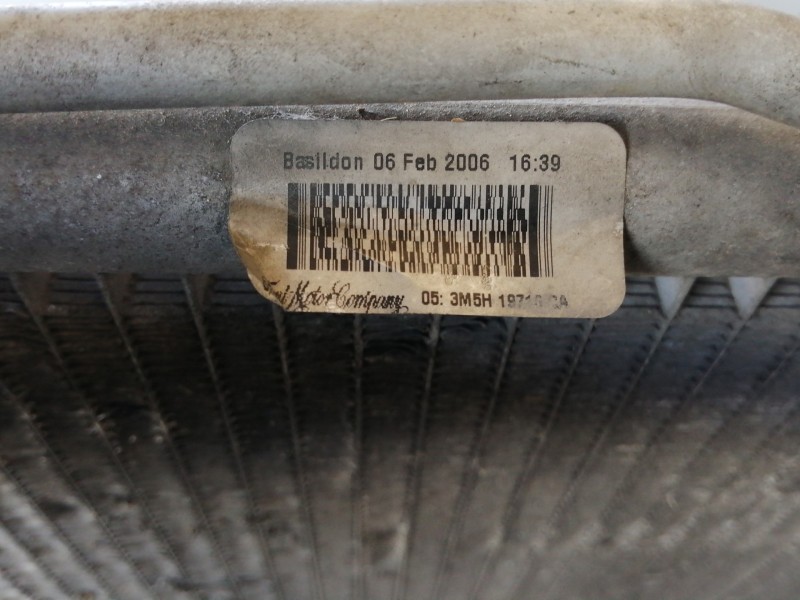 Basildon 06 Feb 2006 16:39
Ford Motor Company 05: 3M5H